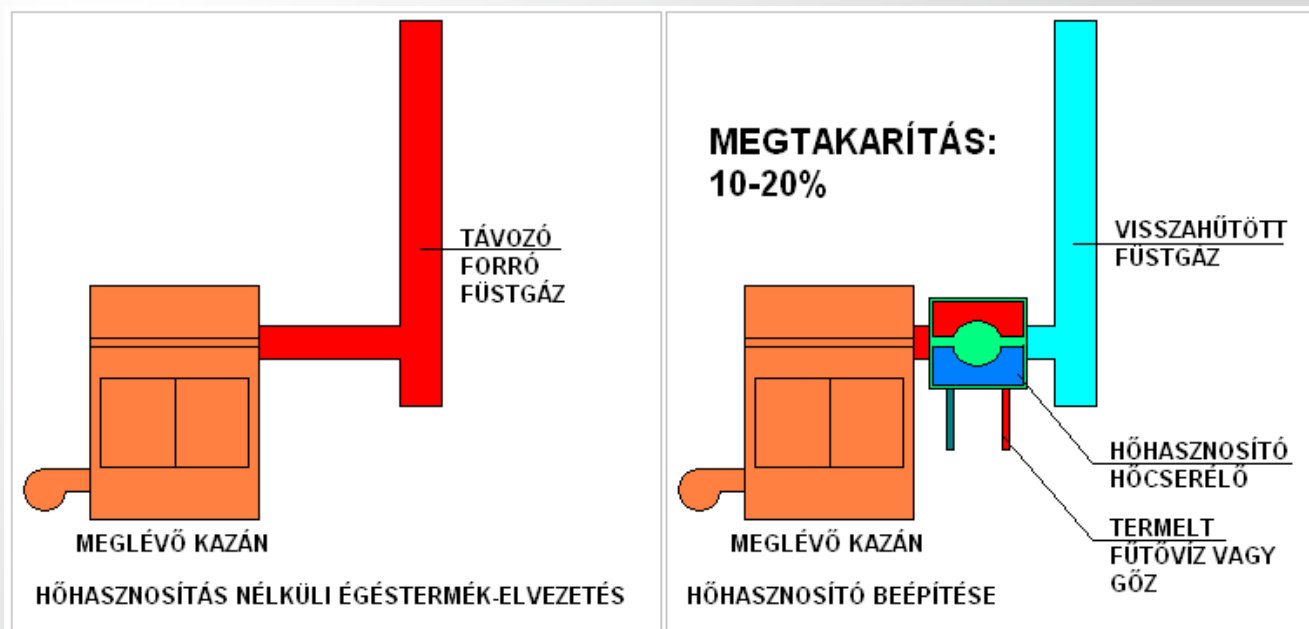 TÁVOZÓ
FORRÓ
FÜSTGÁZ
MEGLÉVŐ KAZÁN
HŐHASZNOSÍTÁS NÉLKÜLI ÉGÉSTERMÉK-ELVEZETÉS
MEGTAKARÍTÁS:
10-20%
VISSZAHŰTÖTT
FÜSTGÁZ
HŐHASZNOSÍTÓ
HŐCSERÉLŐ
TERMELT
FŰTŐVÍZ VAGY
GŐZ
MEGLÉVŐ KAZÁN
HŐHASZNOSÍTÓ BEÉPÍTÉSE